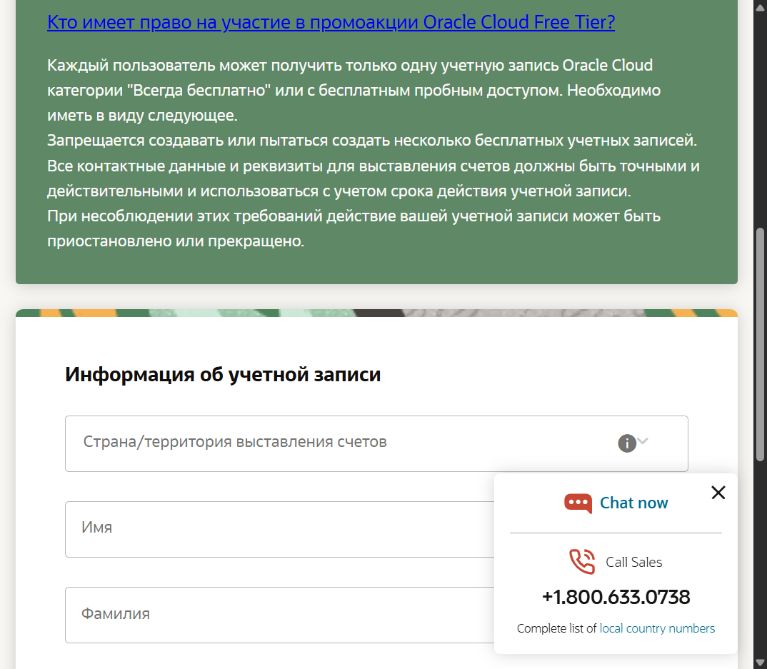 Кто имеет право на участие в промоакции Oracle Cloud Free Tier?
Каждый пользователь может получить только одну учетную запись Oracle Cloud
категории "Всегда бесплатно" или с бесплатным пробным доступом. Необходимо
иметь в виду следующее.
Запрещается создавать или пытаться создать несколько бесплатных учетных записей.
Все контактные данные и реквизиты для выставления счетов должны быть точными и
действительными и использоваться с учетом срока действия учетной записи.
При несоблюдении этих требований действие вашей учетной записи может быть
приостановлено или прекращено.
Информация об учетной записи
Страна/территория выставления счетов
Имя
Фамилия
Chat now
Call Sales
+1.800.633.0738
Complete list of local country numbers